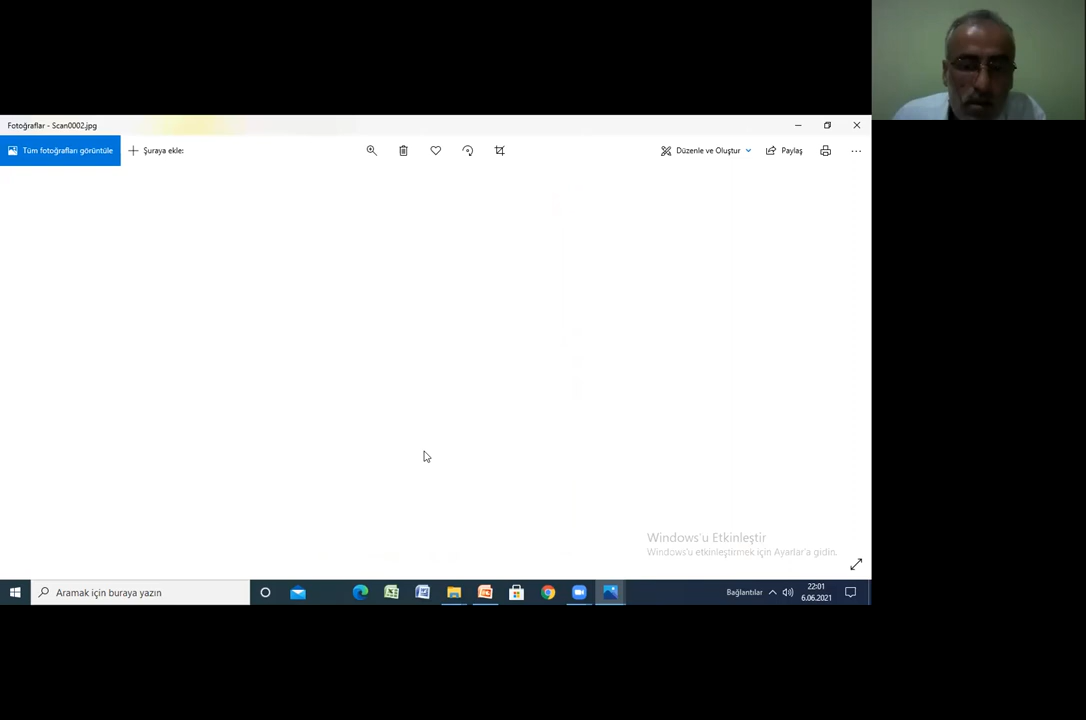 Fotoğraflar - Scan0002.jpg
Tüm fotoğrafları görüntüle
Şuraya ekle:
Düzenle ve Oluştur
Paylaş
Windows'u Etkinleştir
Windows'u etkinleştirmek için Ayarlar'a gidin.
Aramak için buraya yazın
Bağlantılar
22:01
6.06.2021